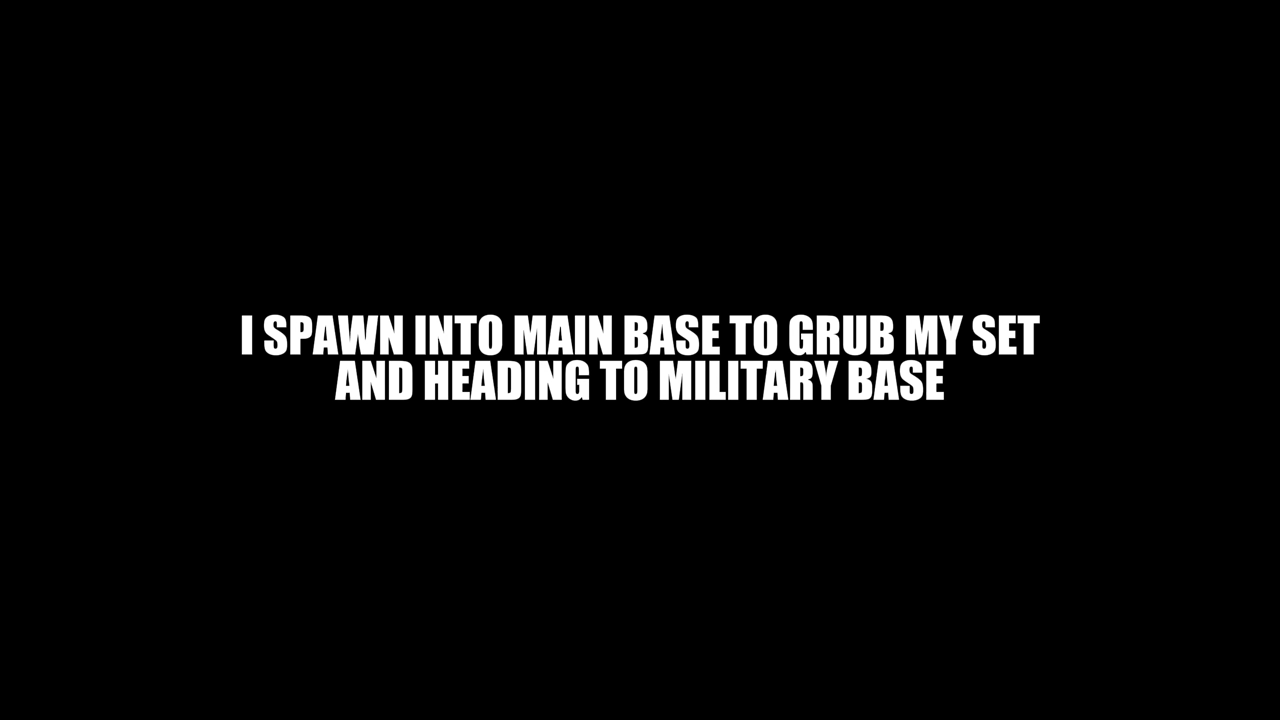 I SPAWN INTO MAIN BASE TO GRUB MY SET
AND HEADING TO MILITARY BASE